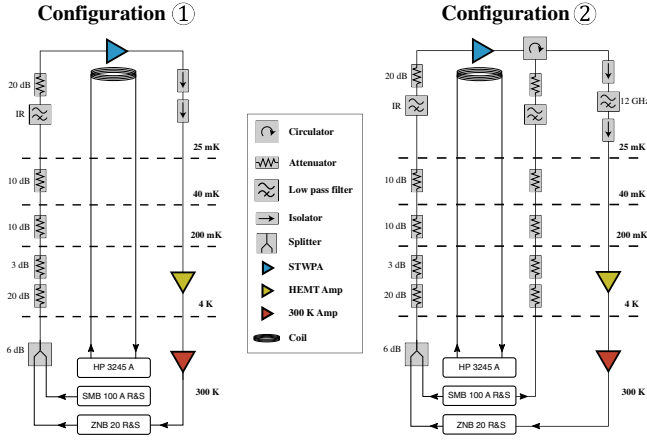 Configuration ①
20 dB
IR
25 mK
10 dB
40 mK
10 dB
200 mK
3 dB
20 dB
4 K
6 dB
HP 3245 A
SMB 100 A R&S
300 K
ZNB 20 R&S
Circulator
Attenuator
Low pass filter
Isolator
Splitter
STWPA
HEMT Amp
300 K Amp
Coil
Configuration ②
20 dB
IR
12 GHz
25 mK
10 dB
40 mK
10 dB
200 mK
3 dB
20 dB
4 K
6 dB
HP 3245 A
SMB 100 A R&S
300 K
ZNB 20 R&S